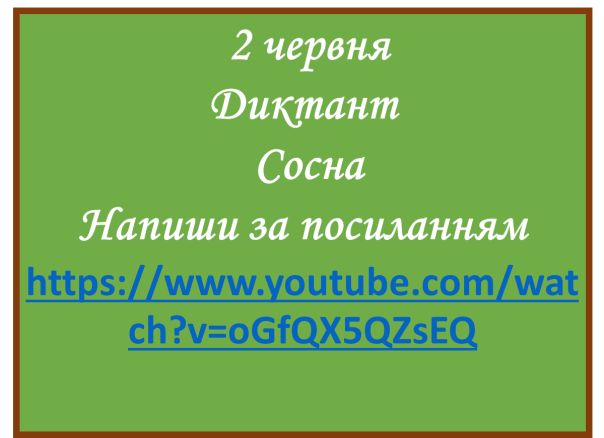 2 червня
Диктант
Сосна
Напиши за посиланням
https://www.youtube.com/wat
ch?v=oGfQX5QZsEQ